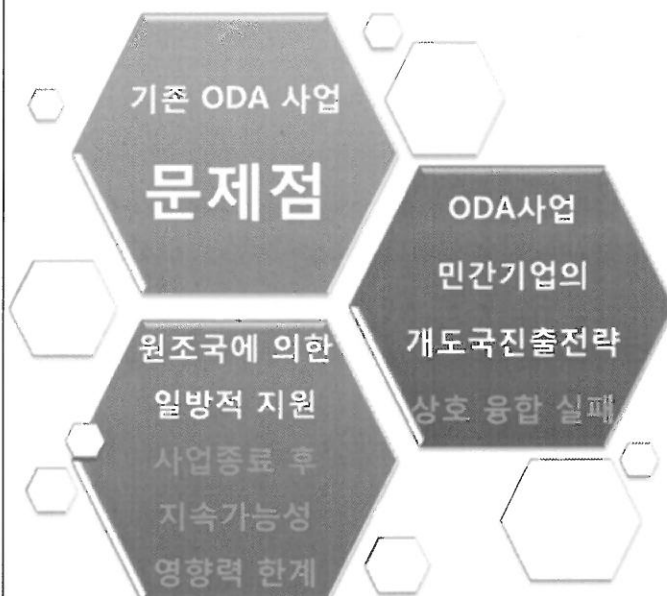 기존 ODA 사업
문제점
ODA사업
민간기업의
개도국진출전략
상호 융합 실패
원조국에 의한
일방적 지원
사업종료 후
지속가능성
영향력 한계